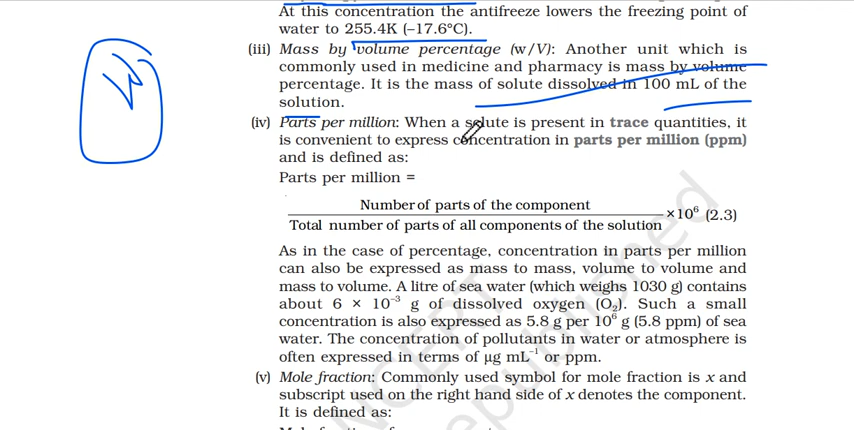 At this concentration the antifreeze lowers the freezing point of
water to 255.4K (–17.6°C).
(iii) Mass by volume percentage (w/V): Another unit which is
commonly used in medicine and pharmacy is mass by volume
percentage. It is the mass of solute dissolved in 100 mL of the
solution.
(iv) Parts per million: When a solute is present in trace quantities, it
is convenient to express concentration in parts per million (ppm)
and is defined as:
Parts per million =
Number of parts of the component
Total number of parts of all components of the solution ×10⁶ (2.3)
As in the case of percentage, concentration in parts per million
can also be expressed as mass to mass, volume to volume and
mass to volume. A litre of sea water (which weighs 1030 g) contains
about 6 × 10⁻³ g of dissolved oxygen (O₂). Such a small
concentration is also expressed as 5.8 g per 10⁶ g (5.8 ppm) of sea
water. The concentration of pollutants in water or atmosphere is
often expressed in terms of μg mL⁻¹ or ppm.
(v) Mole fraction: Commonly used symbol for mole fraction is x and
subscript used on the right hand side of x denotes the component.
It is defined as:
NCERT
republished